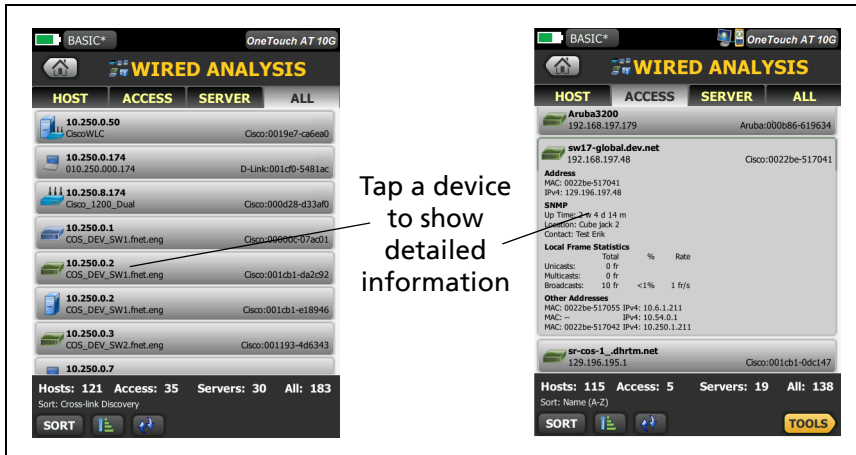 BASIC*
OneTouch AT 10G
WIRED ANALYSIS
HOST ACCESS SERVER ALL
10.250.0.50
CiscoWLC Cisco:0019e7-ca6ea0
10.250.0.174
010.250.000.174 D-Link:001cf0-5481ac
10.250.8.174
Cisco_1200_Dual Cisco:000d28-d33af0
10.250.0.1
COS_DEV_SW1.fnet.eng Cisco:00000c-07ac01
10.250.0.2
COS_DEV_SW1.fnet.eng Cisco:001cb1-da2c92
10.250.0.2
COS_DEV_SW1.fnet.eng Cisco:001cb1-e18946
10.250.0.3
COS_DEV_SW2.fnet.eng Cisco:001193-4d6343
10.250.0.7
Hosts: 121 Access: 35 Servers: 30 All: 183
Sort: Cross-link Discovery
SORT
Tap a device
to show
detailed
information
BASIC*
OneTouch AT 10G
WIRED ANALYSIS
HOST ACCESS SERVER ALL
Aruba3200
192.168.197.179 Aruba:000b86-619634
sw17-global.dev.net
192.168.197.48 Cisco:0022be-517041
Address
MAC: 0022be-517041
IPv4: 129.196.197.48
SNMP
Up Time: 2 w 4 d 14 m
Location: Cube jack 2
Contact: Test Erik
Local Frame Statistics
Total % Rate
Unicasts: 0 fr
Multicasts: 0 fr
Broadcasts: 10 fr <1% 1 fr/s
Other Addresses
MAC: 0022be-517055 IPv4: 10.6.1.211
MAC: -- IPv4: 10.54.0.1
MAC: 0022be-517042 IPv4: 10.250.1.211
sr-cos-1_.dhrtm.net
129.196.195.1 Cisco:001cb1-0dc147
Hosts: 115 Access: 5 Servers: 19 All: 138
Sort: Name (A-Z)
SORT TOOLS